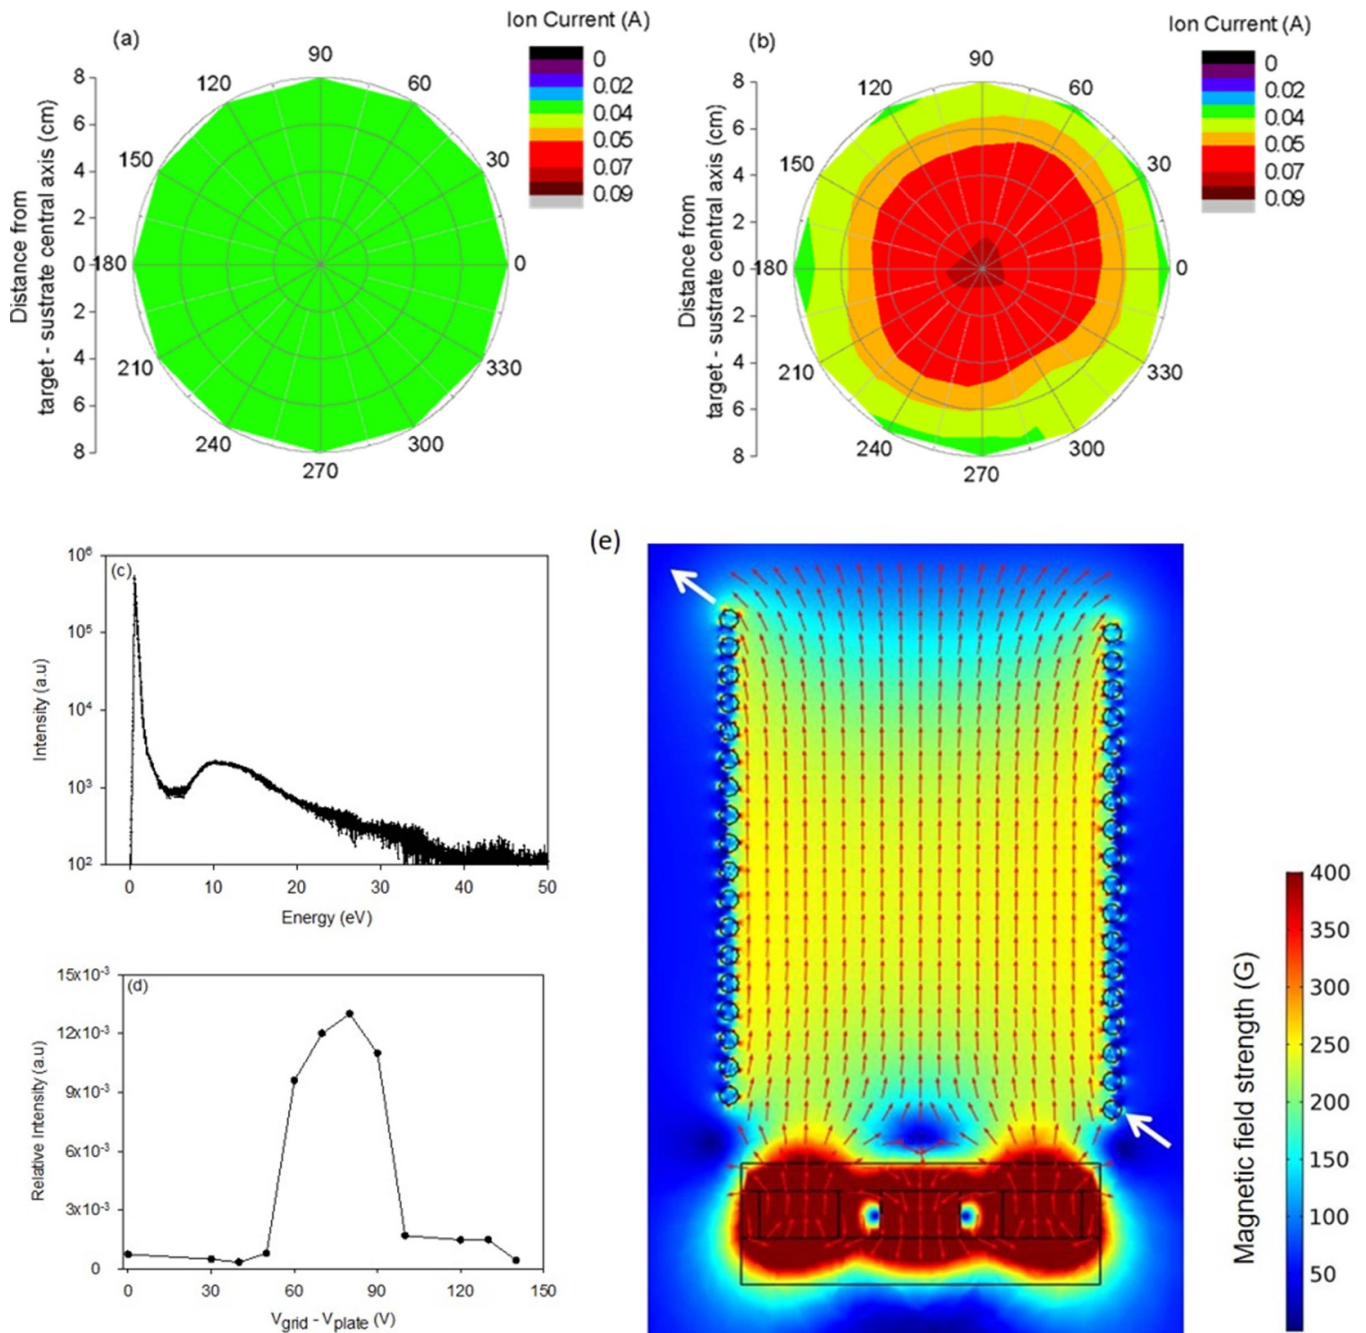 (a)
Ion Current (A)
0
0.02
0.04
0.05
0.07
0.09
Distance from
target - sustrate central axis (cm)
8
6
4
2
0
2
4
6
8
90
60
30
0
330
300
270
240
210
180
150
120
(b)
Ion Current (A)
0
0.02
0.04
0.05
0.07
0.09
Distance from
target - sustrate central axis (cm)
8
6
4
2
0
2
4
6
8
90
60
30
0
330
300
270
240
210
180
150
120
(c)
Intensity (a.u)
10⁶
10⁵
10⁴
10³
10²
0 10 20 30 40 50
Energy (eV)
(d)
Relative Intensity (a.u)
15x10⁻³
12x10⁻³
9x10⁻³
6x10⁻³
3x10⁻³
0
0 30 60 90 120 150
Vgrid - Vplate (V)
(e)
Magnetic field strength (G)
400
350
300
250
200
150
100
50